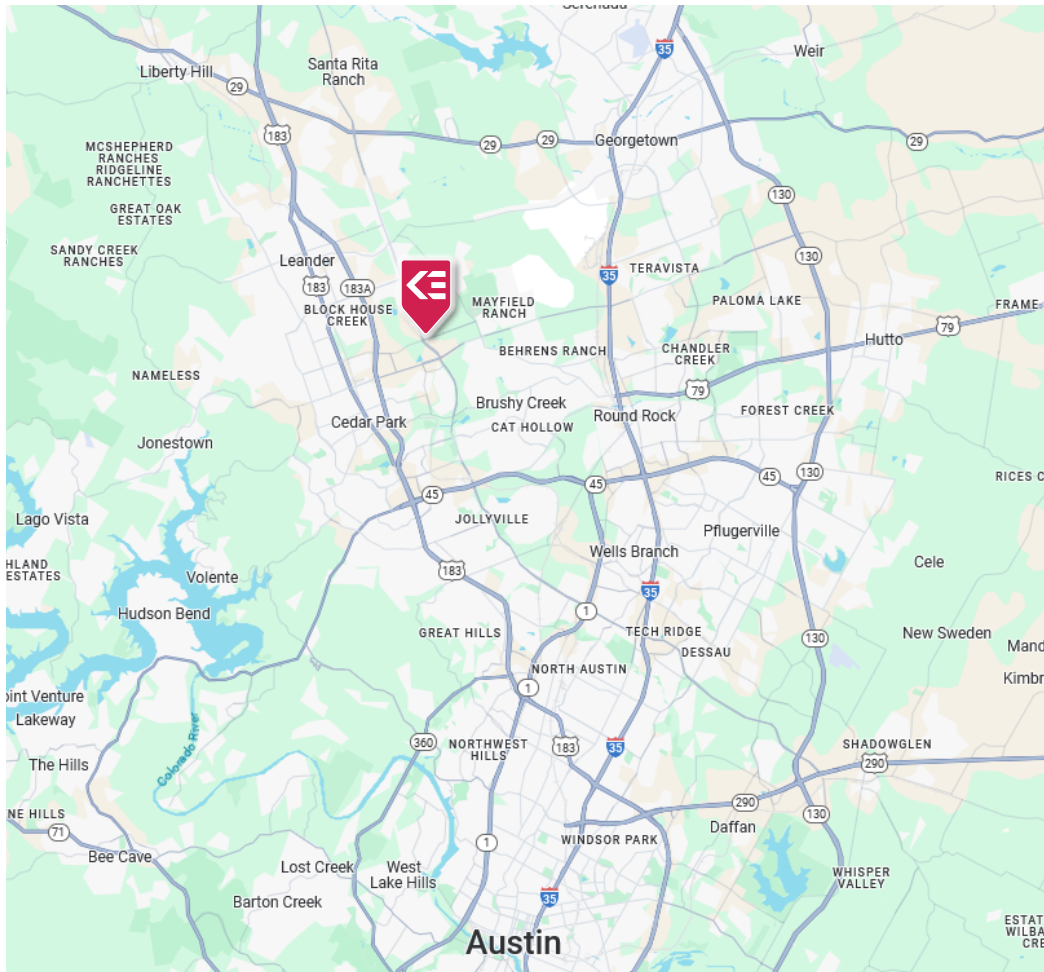 Serenada
35
Weir
Santa Rita
Ranch
Liberty Hill
29
183
29
29
Georgetown
29
MCSHEPHERD
RANCHES
RIDGELINE
RANCHETTES
130
GREAT OAK
ESTATES
SANDY CREEK
RANCHES
Leander
130
35
TERAVISTA
183
183A
MAYFIELD
RANCH
PALOMA LAKE
FRAME
BLOCK HOUSE
CREEK
79
Hutto
BEHRENS RANCH
CHANDLER
CREEK
NAMELESS
79
Brushy Creek
Round Rock
FOREST CREEK
Cedar Park
CAT HOLLOW
Jonestown
130
45
45
45
RICES C
Lago Vista
JOLLYVILLE
Pflugerville
Wells Branch
HLAND
ESTATES
183
Cele
Volente
35
Hudson Bend
1
GREAT HILLS
TECH RIDGE
130
New Sweden
DESSAU
Mand
NORTH AUSTIN
Kimbr
oint Venture
1
Lakeway
Colorado River
360
NORTHWEST
HILLS
183
35
SHADOWGLEN
290
The Hills
290
NE HILLS
130
71
Daffan
1
WINDSOR PARK
Bee Cave
Lost Creek
West
Lake Hills
WHISPER
VALLEY
Barton Creek
35
ESTAT
WILBA
CRE
Austin